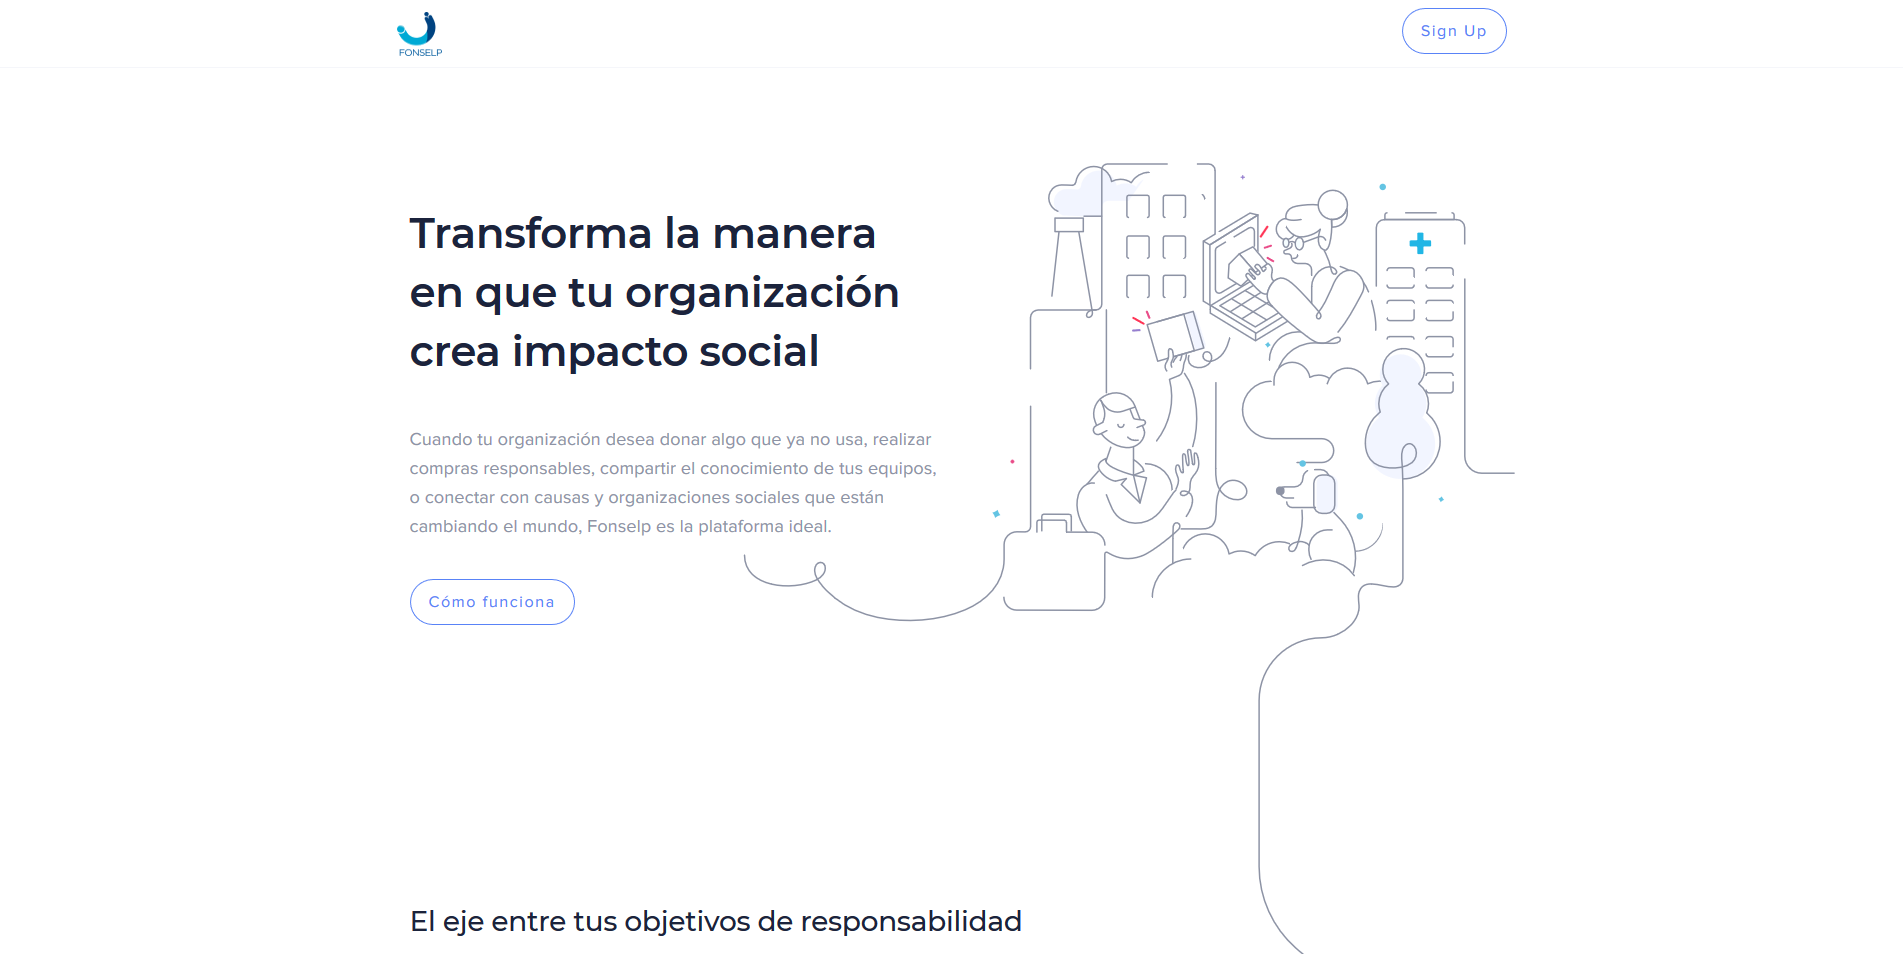 FONSELP
Sign Up
Transforma la manera
en que tu organización
crea impacto social
Cuando tu organización desea donar algo que ya no usa, realizar
compras responsables, compartir el conocimiento de tus equipos,
o conectar con causas y organizaciones sociales que están
cambiando el mundo, Fonselp es la plataforma ideal.
Cómo funciona
El eje entre tus objetivos de responsabilidad